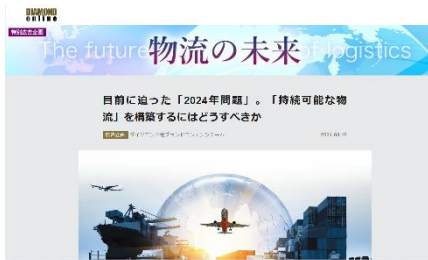 DIAMOND
online
特別広告企画
The future of logistics
物流の未来
目前に迫った「2024年問題」。「持続可能な物
流」を構築するにはどうすべきか